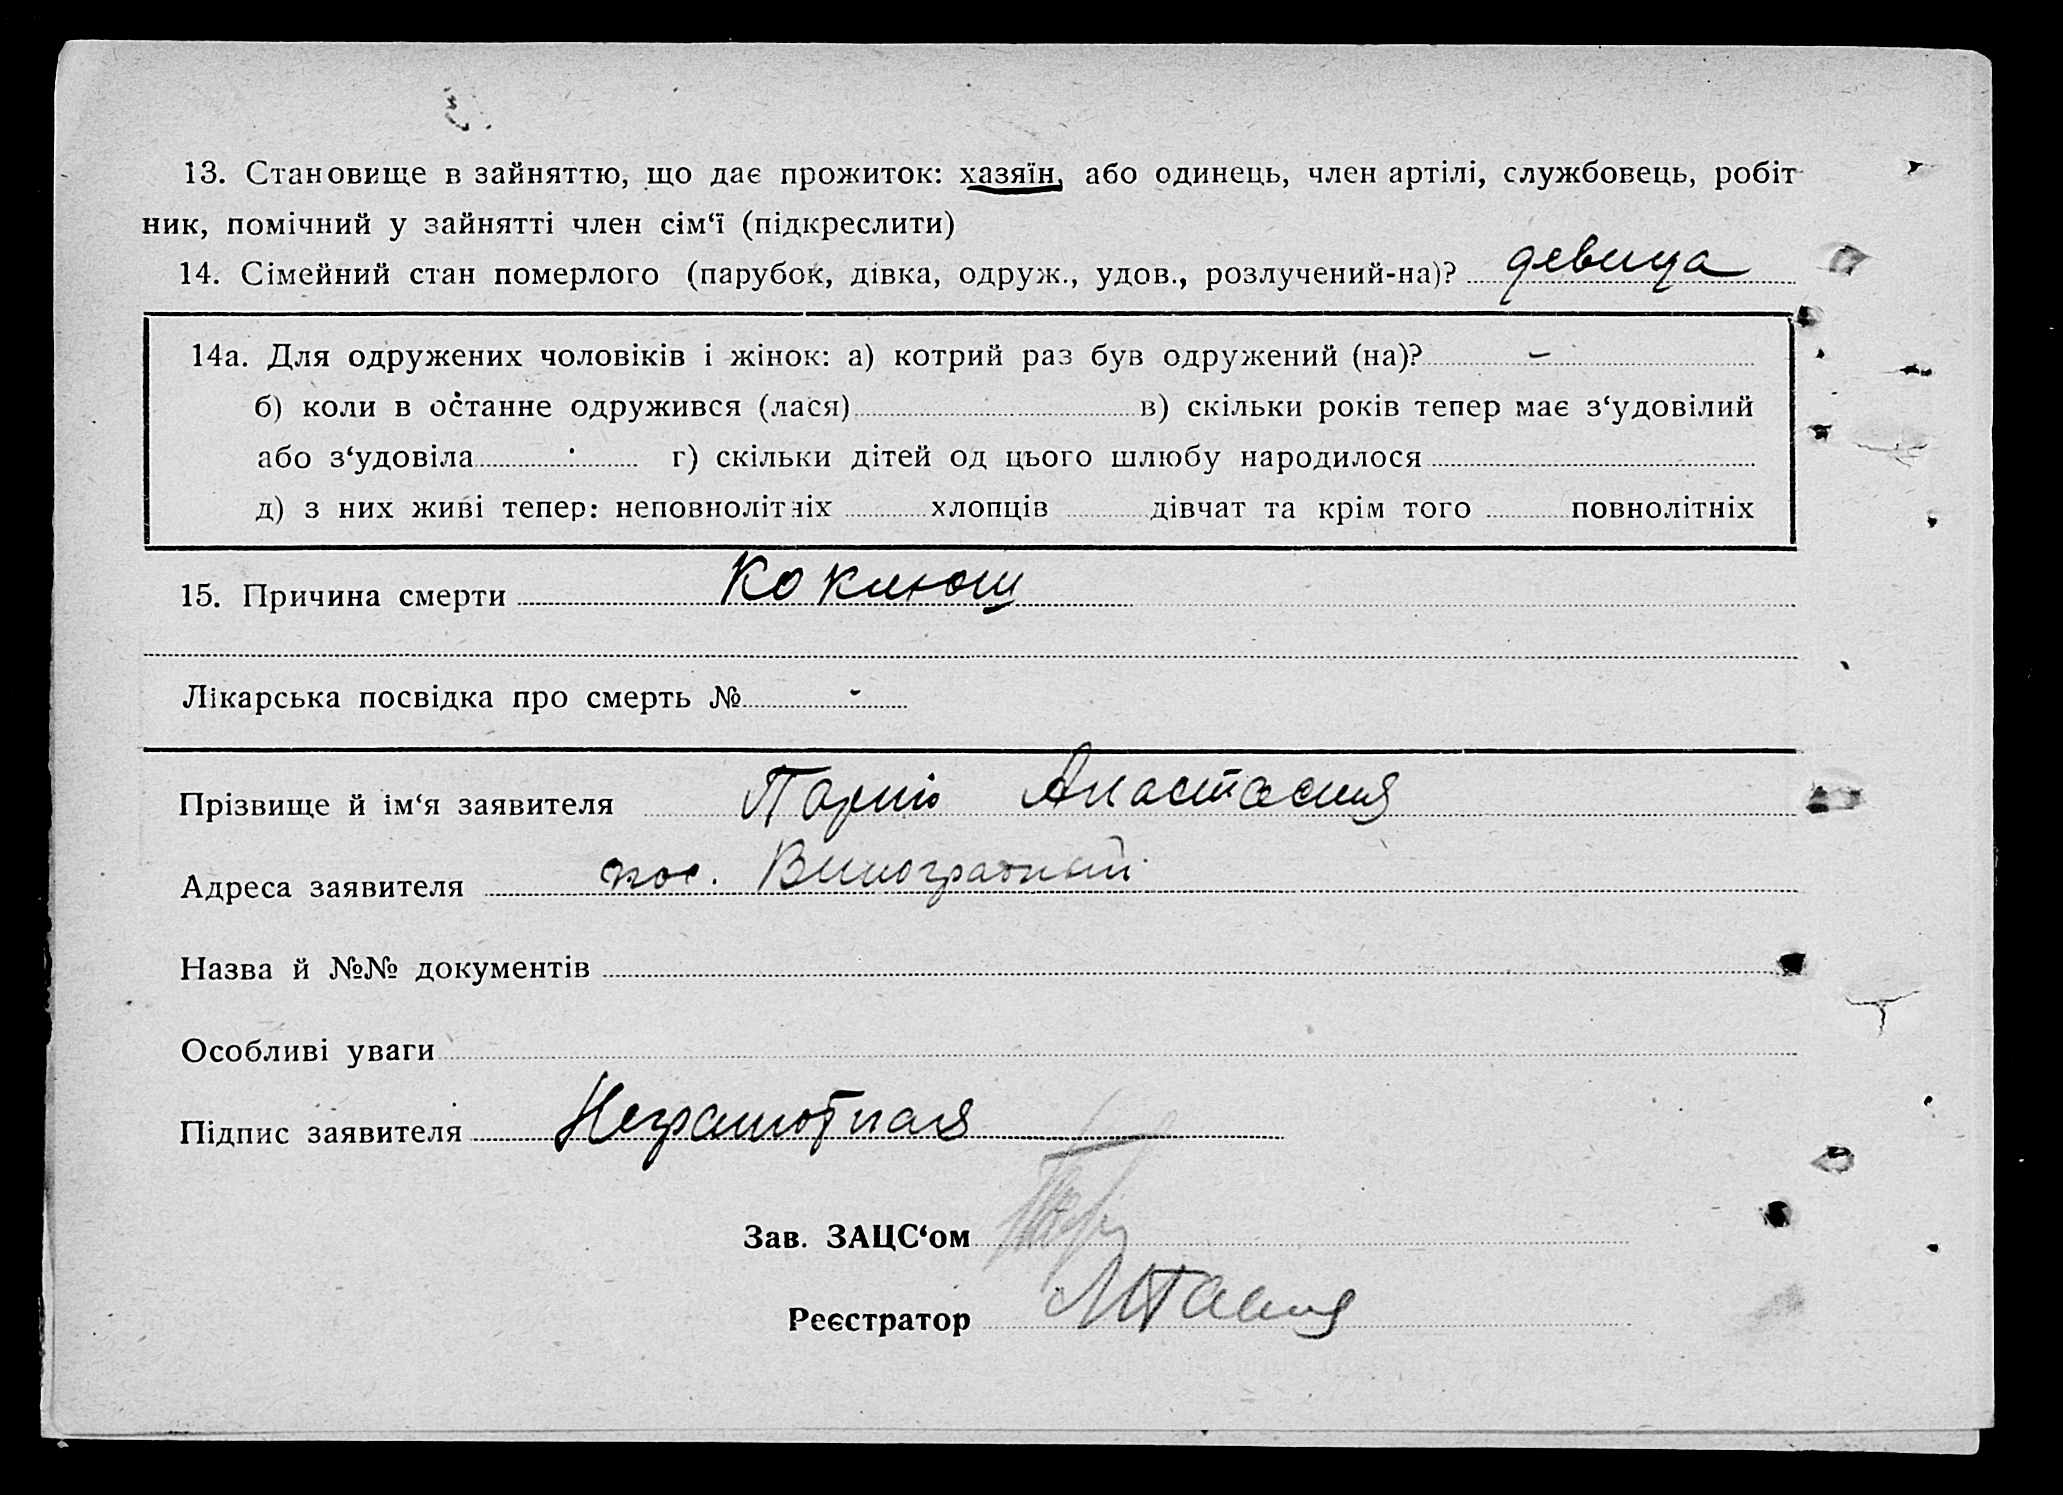 13. Становище в зайняттю, що дає прожиток: хазяїн, або одинець, член артілі, службовець, робіт
ник, помічний у зайнятті член сім‘ї (підкреслити)
14. Сімейний стан померлого (парубок, дівка, одруж., удов., розлучений-на)? девица
14а. Для одружених чоловіків і жінок: а) котрий раз був одружений (на)? -
б) коли в останне одружився (лася) в) скільки років тепер має з‘удовілий
або з‘удовіла г) скільки дітей од цього шлюбу народилося
д) з них живі тепер: неповнолітніх хлопців дівчат та крім того повнолітніх
15. Причина смерти Коклюш
Лікарська посвідка про смерть № -
Прізвище й ім‘я заявителя Анастасия
Адреса заявителя пос. Виноградный
Назва й №№ документів
Особливі уваги
Підпис заявителя Неграмотная
Зав. ЗАЦС‘ом
Реєстратор